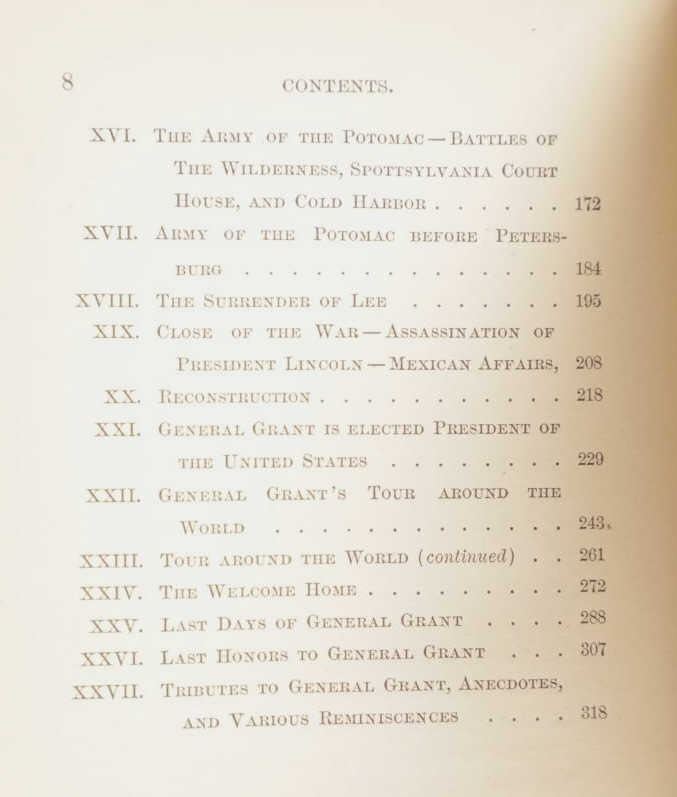 8 CONTENTS.
XVI. THE ARMY OF THE POTOMAC — BATTLES OF
THE WILDERNESS, SPOTTSYLVANIA COURT
HOUSE, AND COLD HARBOR . . . . . . 172
XVII. ARMY OF THE POTOMAC BEFORE PETERS-
BURG . . . . . . . . . . . . . . 184
XVIII. THE SURRENDER OF LEE . . . . . . . 195
XIX. CLOSE OF THE WAR — ASSASSINATION OF
PRESIDENT LINCOLN — MEXICAN AFFAIRS, 208
XX. RECONSTRUCTION . . . . . . . . . . . 218
XXI. GENERAL GRANT IS ELECTED PRESIDENT OF
THE UNITED STATES . . . . . . . . 229
XXII. GENERAL GRANT'S TOUR AROUND THE
WORLD . . . . . . . . . . . . . 243
XXIII. TOUR AROUND THE WORLD (continued) . . 261
XXIV. THE WELCOME HOME . . . . . . . . . 272
XXV. LAST DAYS OF GENERAL GRANT . . . . 288
XXVI. LAST HONORS TO GENERAL GRANT . . . 307
XXVII. TRIBUTES TO GENERAL GRANT, ANECDOTES,
AND VARIOUS REMINISCENCES . . . . 318